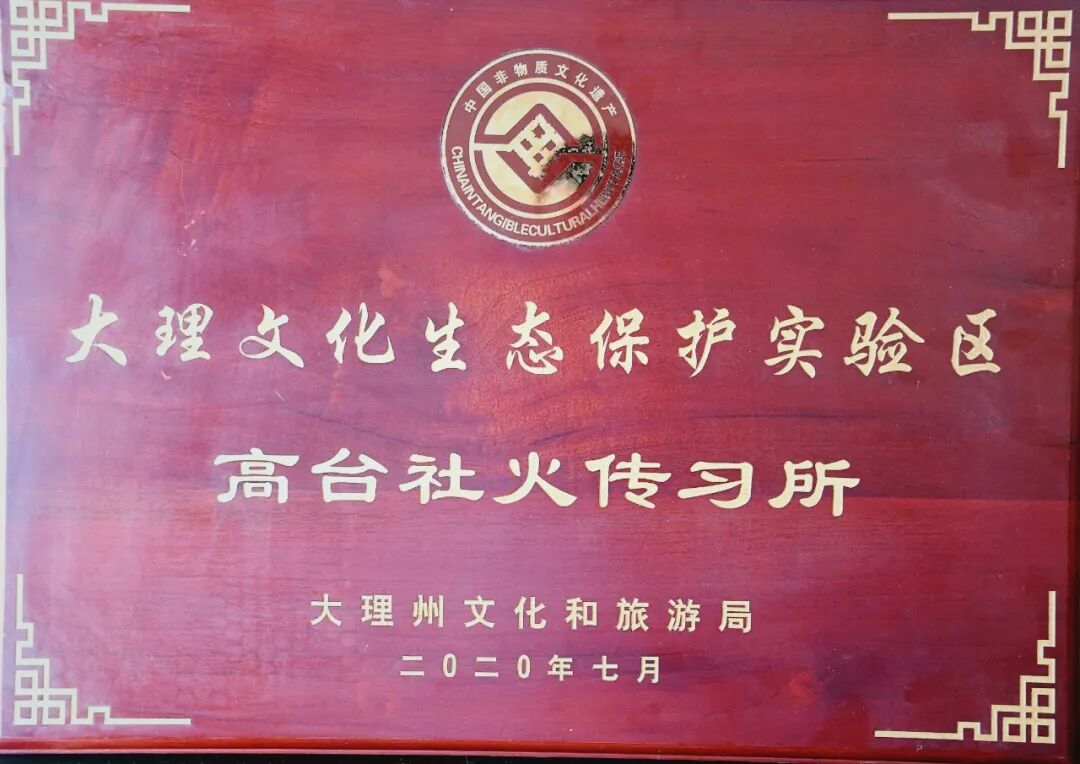 中国非物质文化遗产
CHINAINTANGIBLECULTURALHERITAGE
大理文化生态保护实验区
高台社火传习所
大理州文化和旅游局
二〇二〇年七月